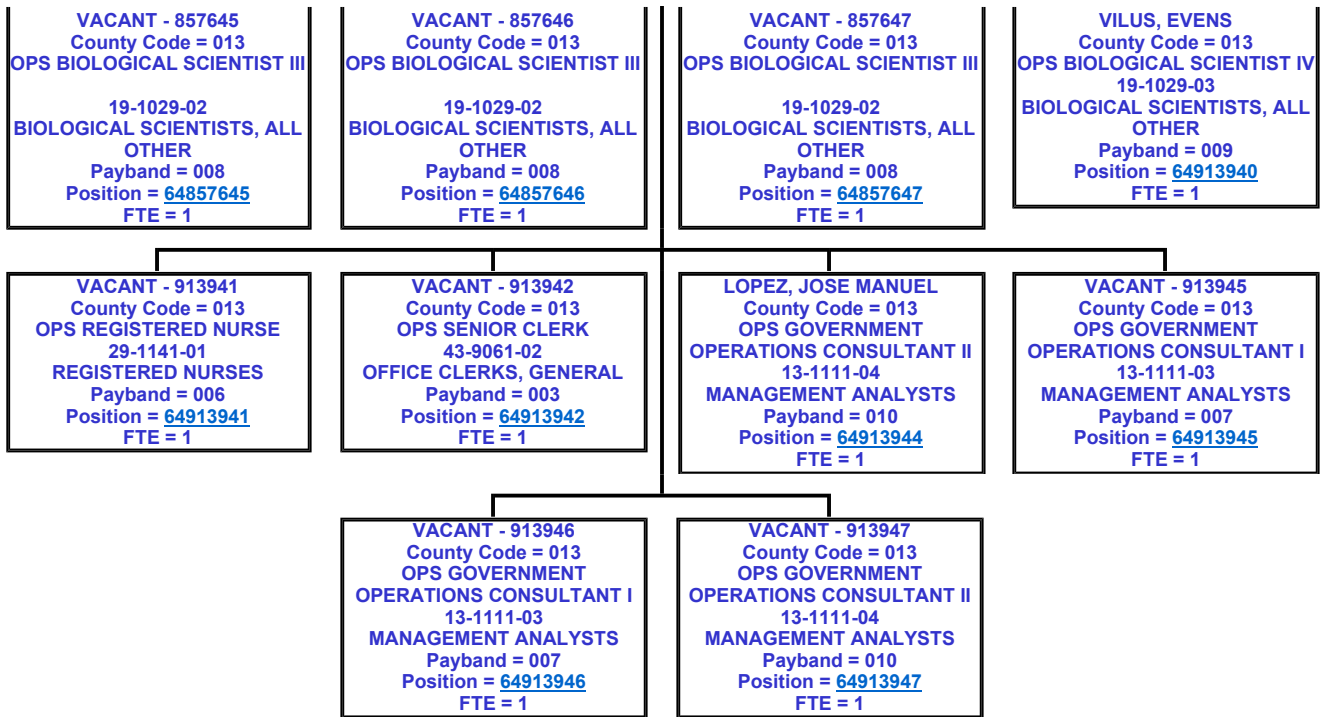 VACANT - 857645
County Code = 013
OPS BIOLOGICAL SCIENTIST III
19-1029-02
BIOLOGICAL SCIENTISTS, ALL
OTHER
Payband = 008
Position = 64857645
FTE = 1
VACANT - 857646
County Code = 013
OPS BIOLOGICAL SCIENTIST III
19-1029-02
BIOLOGICAL SCIENTISTS, ALL
OTHER
Payband = 008
Position = 64857646
FTE = 1
VACANT - 857647
County Code = 013
OPS BIOLOGICAL SCIENTIST III
19-1029-02
BIOLOGICAL SCIENTISTS, ALL
OTHER
Payband = 008
Position = 64857647
FTE = 1
VILUS, EVENS
County Code = 013
OPS BIOLOGICAL SCIENTIST IV
19-1029-03
BIOLOGICAL SCIENTISTS, ALL
OTHER
Payband = 009
Position = 64913940
FTE = 1
VACANT - 913941
County Code = 013
OPS REGISTERED NURSE
29-1141-01
REGISTERED NURSES
Payband = 006
Position = 64913941
FTE = 1
VACANT - 913942
County Code = 013
OPS SENIOR CLERK
43-9061-02
OFFICE CLERKS, GENERAL
Payband = 003
Position = 64913942
FTE = 1
LOPEZ, JOSE MANUEL
County Code = 013
OPS GOVERNMENT
OPERATIONS CONSULTANT II
13-1111-04
MANAGEMENT ANALYSTS
Payband = 010
Position = 64913944
FTE = 1
VACANT - 913945
County Code = 013
OPS GOVERNMENT
OPERATIONS CONSULTANT I
13-1111-03
MANAGEMENT ANALYSTS
Payband = 007
Position = 64913945
FTE = 1
VACANT - 913946
County Code = 013
OPS GOVERNMENT
OPERATIONS CONSULTANT I
13-1111-03
MANAGEMENT ANALYSTS
Payband = 007
Position = 64913946
FTE = 1
VACANT - 913947
County Code = 013
OPS GOVERNMENT
OPERATIONS CONSULTANT II
13-1111-04
MANAGEMENT ANALYSTS
Payband = 010
Position = 64913947
FTE = 1